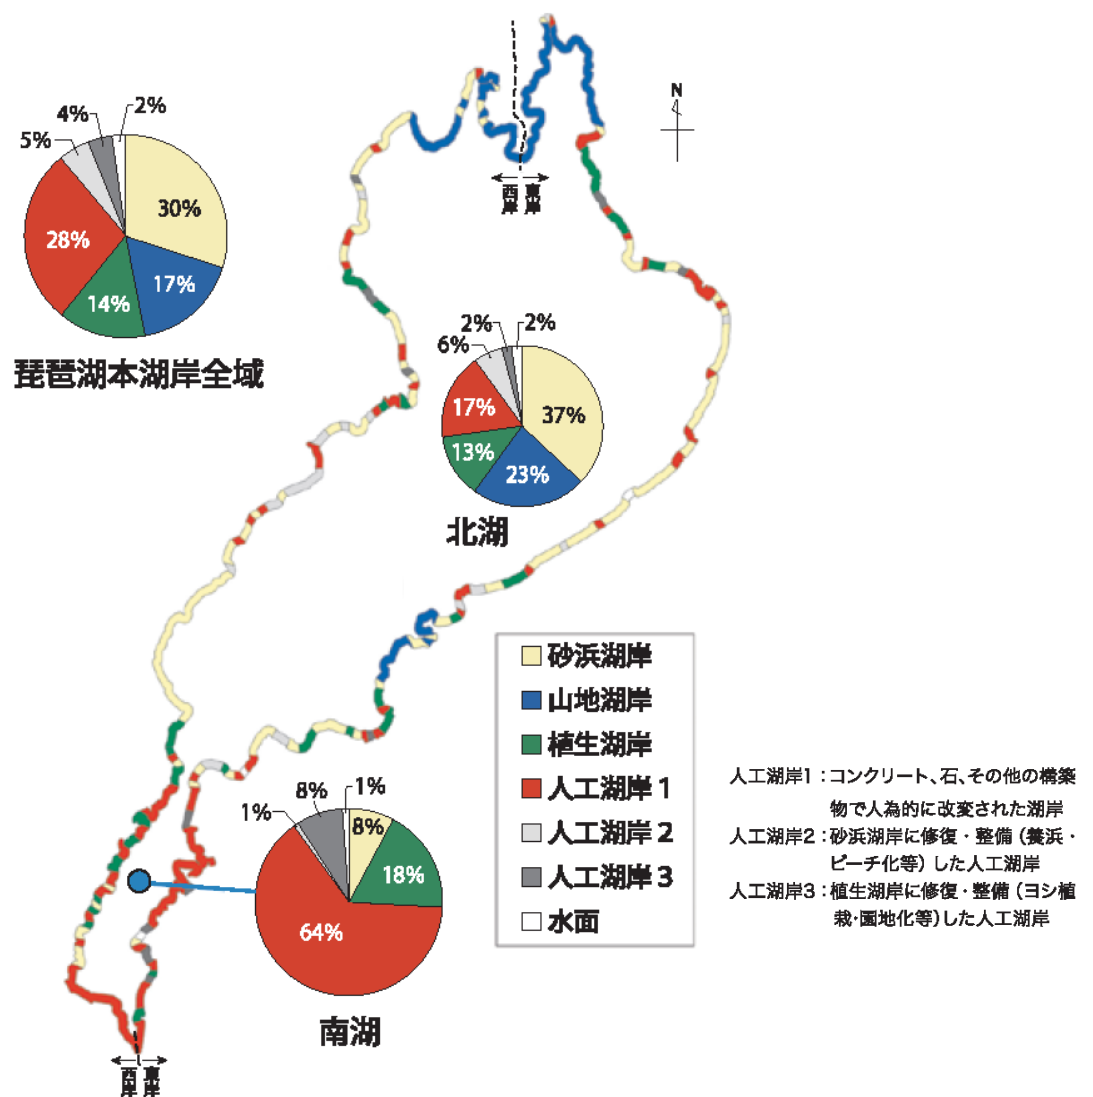 N
西岸
東岸
4%
2%
5%
30%
28%
17%
14%
琵琶湖本湖岸全域
2%
2%
6%
37%
17%
13%
23%
北湖
砂浜湖岸
山地湖岸
植生湖岸
人工湖岸1
人工湖岸2
人工湖岸3
水面
人工湖岸1：コンクリート、石、その他の構築
物で人為的に改変された湖岸
人工湖岸2：砂浜湖岸に修復・整備（養浜・
ビーチ化等）した人工湖岸
人工湖岸3：植生湖岸に修復・整備（ヨシ植
栽・園地化等）した人工湖岸
1%
8%
1%
8%
18%
64%
南湖
西岸
東岸